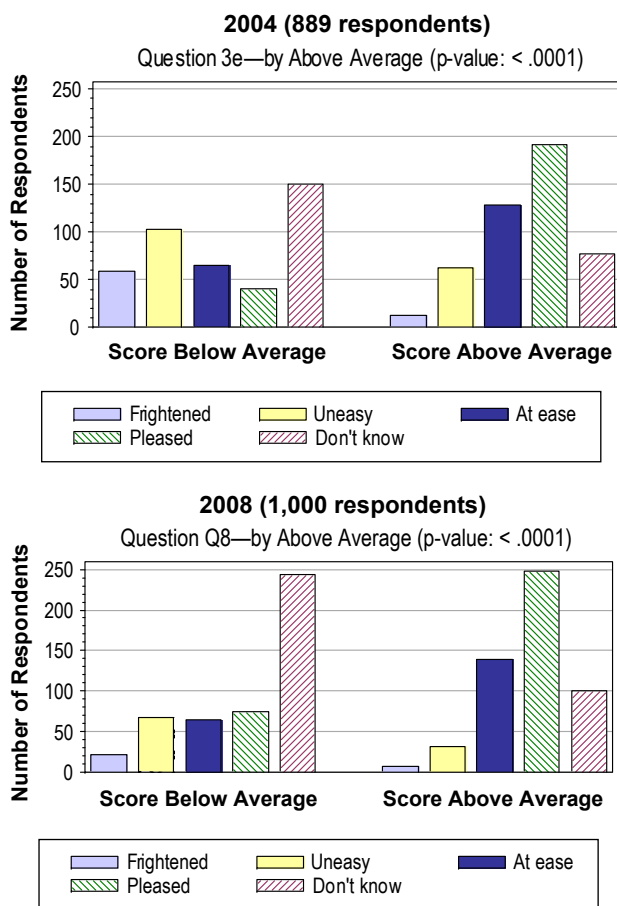 2004 (889 respondents)
Question 3e—by Above Average (p-value: < .0001)
Number of Respondents
250
200
150
100
50
0
Score Below Average Score Above Average
Frightened Uneasy At ease
Pleased Don't know
2008 (1,000 respondents)
Question Q8—by Above Average (p-value: < .0001)
Number of Respondents
250
200
150
100
50
0
Score Below Average Score Above Average
Frightened Uneasy At ease
Pleased Don't know